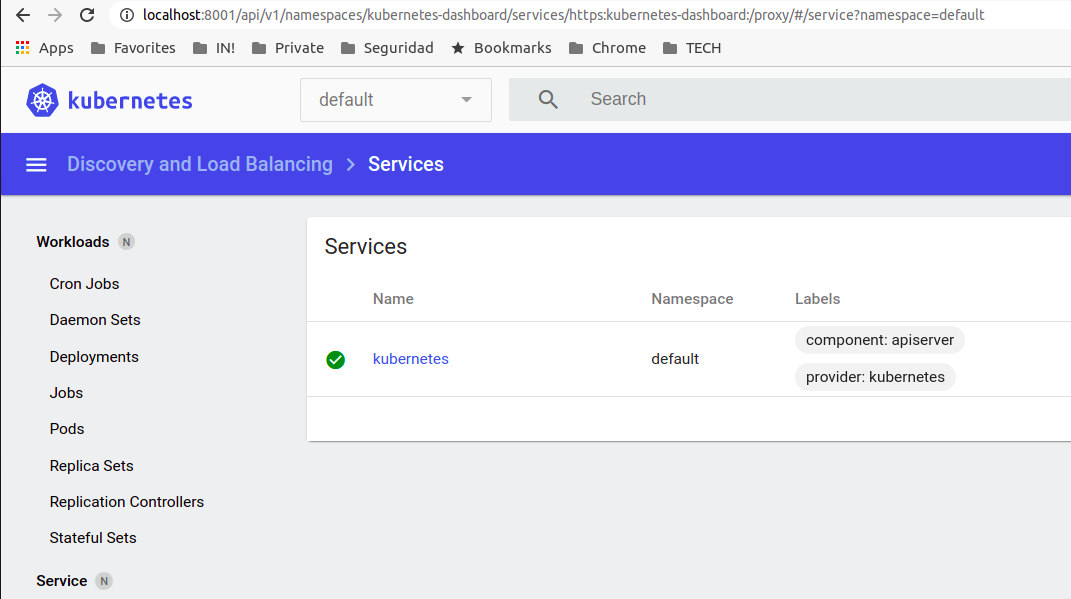 localhost:8001/api/v1/namespaces/kubernetes-dashboard/services/https:kubernetes-dashboard:/proxy/#/service?namespace=default
Apps Favorites IN! Private Seguridad Bookmarks Chrome TECH
kubernetes default Search
Discovery and Load Balancing Services
Workloads N
Cron Jobs
Daemon Sets
Deployments
Jobs
Pods
Replica Sets
Replication Controllers
Stateful Sets
Service N
Services
Name Namespace Labels
kubernetes default component: apiserver
provider: kubernetes